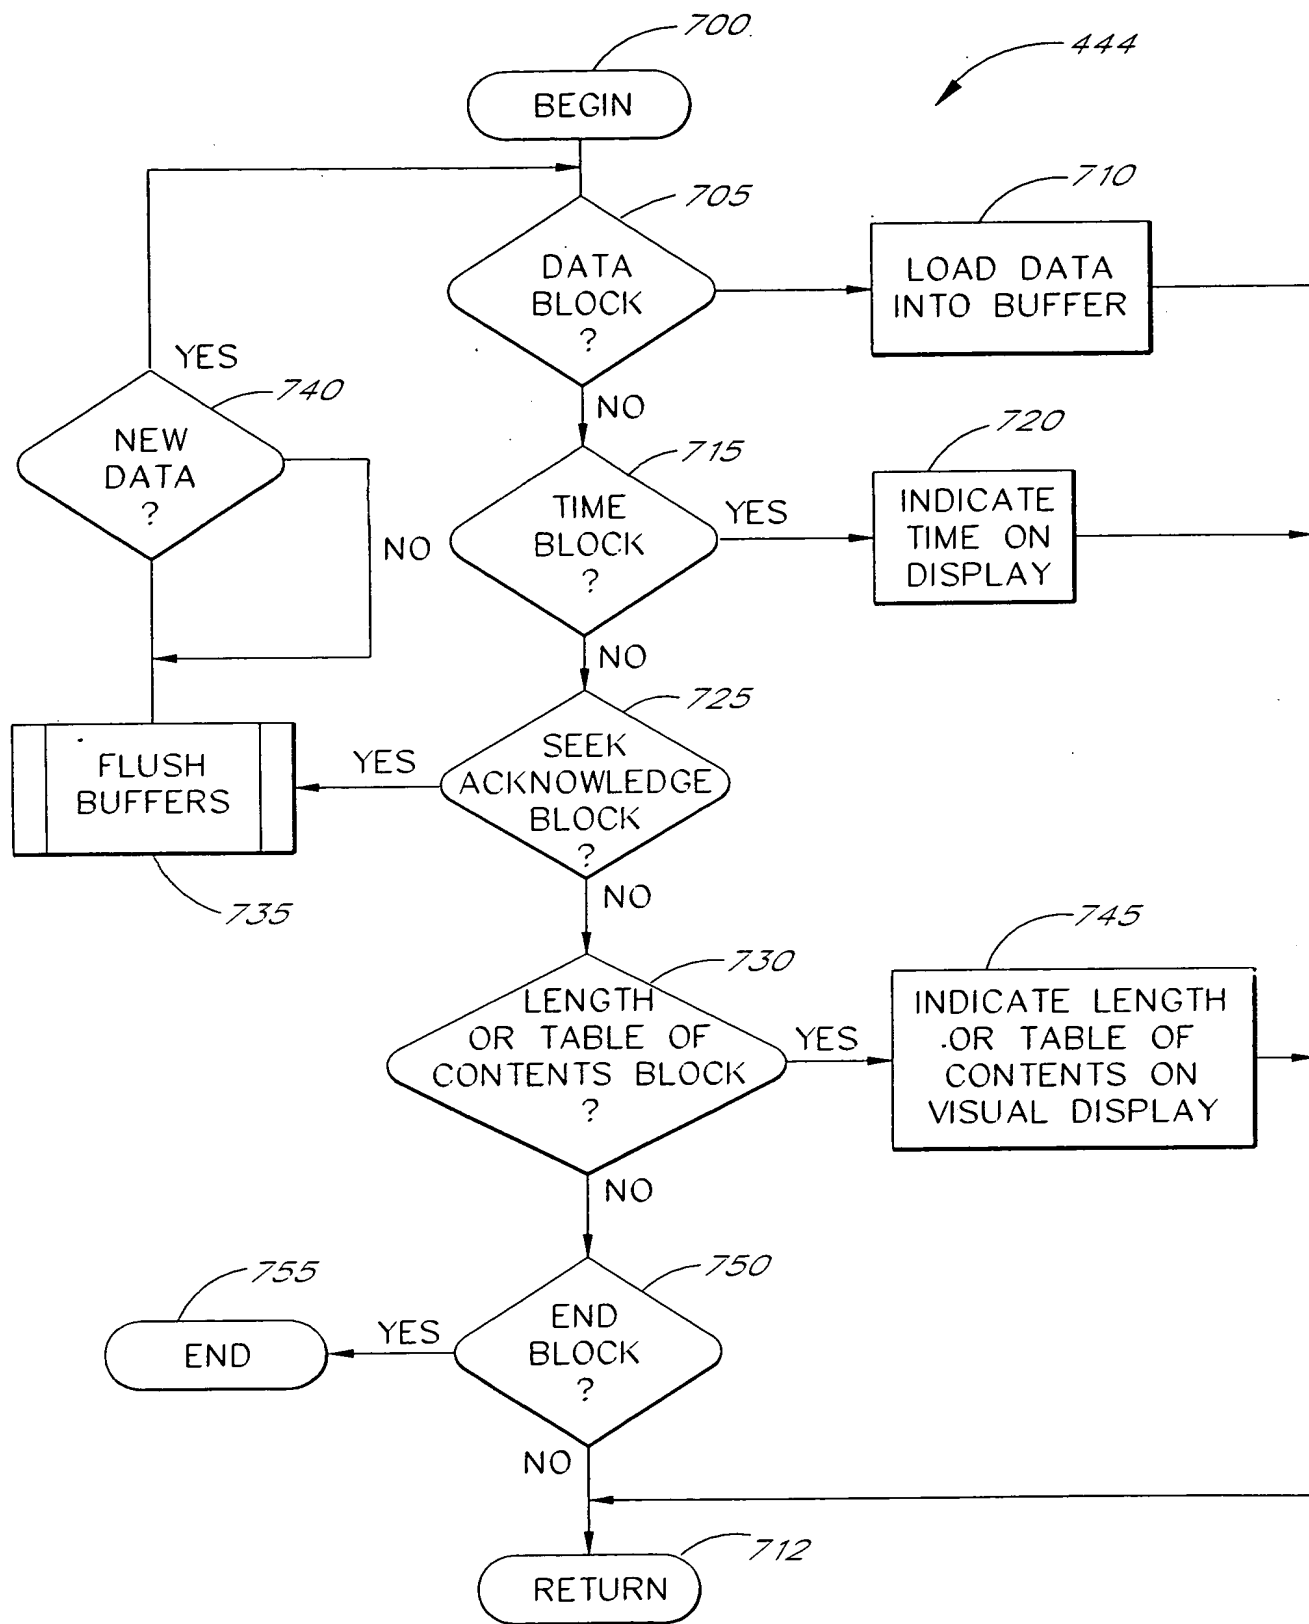 700
444
BEGIN
705
710
DATA
BLOCK
?
LOAD DATA
INTO BUFFER
YES
740
NO
NEW
DATA
?
715
720
TIME
BLOCK
?
YES
INDICATE
TIME ON
DISPLAY
NO
NO
725
SEEK
ACKNOWLEDGE
BLOCK
?
YES
FLUSH
BUFFERS
735
NO
730
745
LENGTH
OR TABLE OF
CONTENTS BLOCK
?
YES
INDICATE LENGTH
OR TABLE OF
CONTENTS ON
VISUAL DISPLAY
NO
755
750
END
BLOCK
?
YES
END
NO
712
RETURN